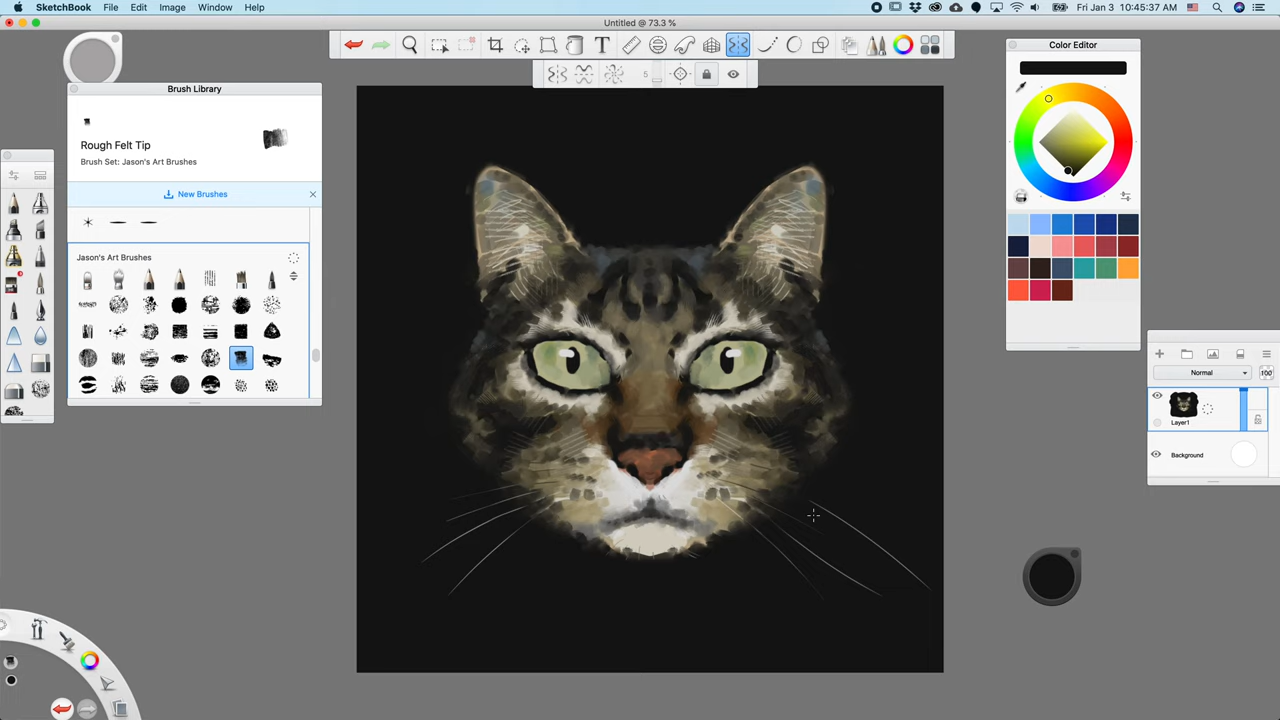 SketchBook File Edit Image Window Help Fri Jan 3 10:45:37 AM
Untitled @ 73.3 %
T
5
Color Editor
Brush Library
Rough Felt Tip
Brush Set: Jason's Art Brushes
New Brushes
Jason's Art Brushes
Normal 100
Layer1
Background